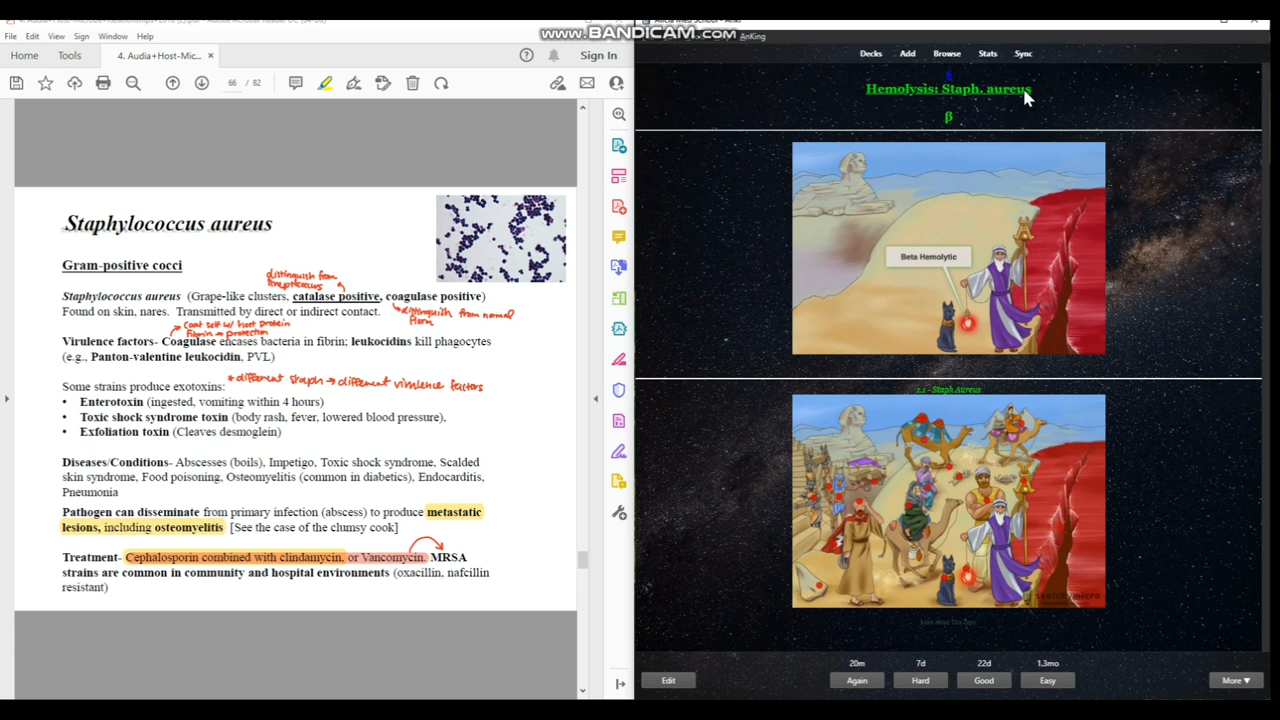 www.BANDICAM.com
File Edit View Sign Window Help
Home Tools 4. Audia+Host-Mic... × Sign In
66 / 82
Staphylococcus aureus
Gram-positive cocci
distinguish from
streptococcus
Staphylococcus aureus (Grape-like clusters, catalase positive, coagulase positive)
Found on skin, nares. Transmitted by direct or indirect contact.
distinguish from normal
flora
coat self w/ host protein
fibrin → protection
Virulence factors- Coagulase encases bacteria in fibrin; leukocidins kill phagocytes
(e.g., Panton-valentine leukocidin, PVL)
Some strains produce exotoxins:
* different staph → different virulence factors
• Enterotoxin (ingested, vomiting within 4 hours)
• Toxic shock syndrome toxin (body rash, fever, lowered blood pressure),
• Exfoliation toxin (Cleaves desmoglein)
Diseases/Conditions- Abscesses (boils), Impetigo, Toxic shock syndrome, Scalded
skin syndrome, Food poisoning, Osteomyelitis (common in diabetics), Endocarditis,
Pneumonia
Pathogen can disseminate from primary infection (abscess) to produce metastatic
lesions, including osteomyelitis [See the case of the clumsy cook]
Treatment- Cephalosporin combined with clindamycin, or Vancomycin. MRSA
strains are common in community and hospital environments (oxacillin, nafcillin
resistant)
AnKing
Decks Add Browse Stats Sync
Hemolysis: Staph. aureus
β
Beta Hemolytic
1.1 - Staph Aureus
sketchymicro
20m 7d 22d 1.3mo
Edit Again Hard Good Easy More ▼